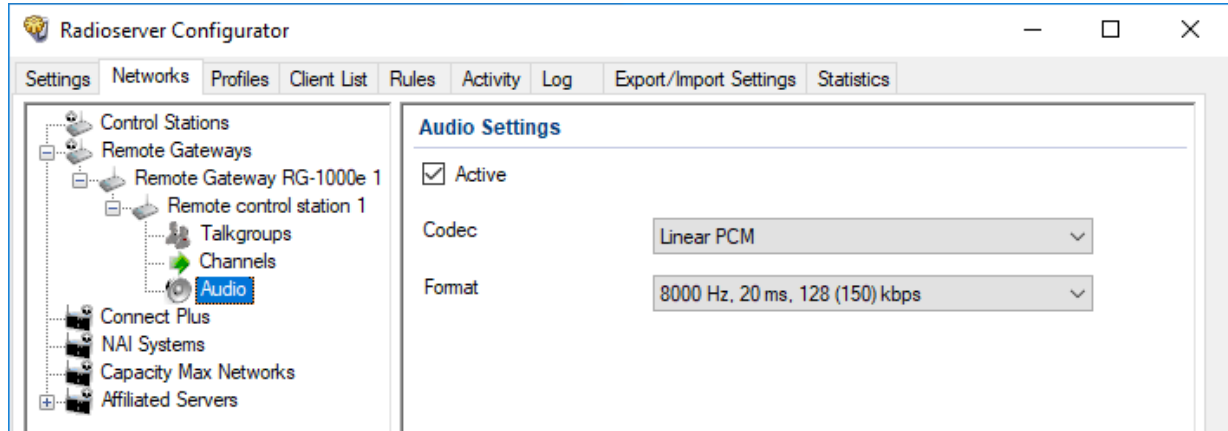 Radioserver Configurator
Settings Networks Profiles Client List Rules Activity Log Export/Import Settings Statistics
Control Stations
Remote Gateways
Remote Gateway RG-1000e 1
Remote control station 1
Talkgroups
Channels
Audio
Connect Plus
NAI Systems
Capacity Max Networks
Affiliated Servers
Audio Settings
Active
Codec Linear PCM
Format 8000 Hz, 20 ms, 128 (150) kbps